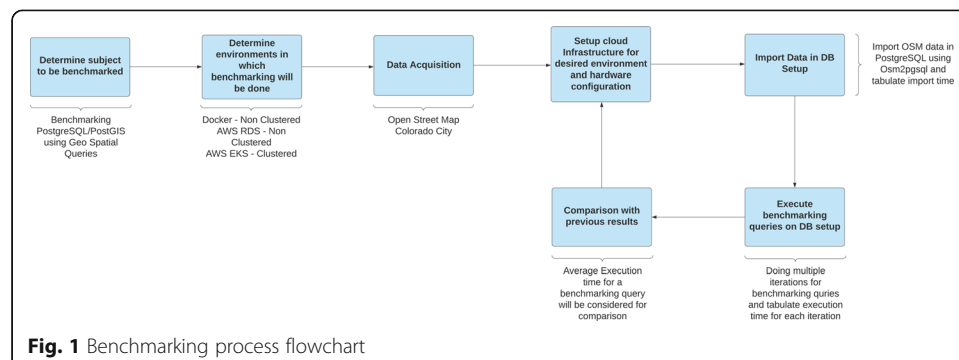 Determine subject
to be benchmarked
Determine
environments in
which
benchmarking will
be done
Data Acquisition
Setup cloud
Infrastructure for
desired environment
and hardware
configuration
Import Data in DB
Setup
Import OSM data in
PostgreSQL using
Osm2pgsql and
tabulate import time
Benchmarking
PostgreSQL/PostGIS
using Geo Spatial
Queries
Docker - Non Clustered
AWS RDS - Non
Clustered
AWS EKS - Clustered
Open Street Map
Colorado City
Comparison with
previous results
Execute
benchmarking
queries on DB setup
Average Execution
time for a
benchmarking query
will be considered for
comparison
Doing multiple
iterations for
benchmarking quries
and tabulate execution
time for each iteration
Fig. 1 Benchmarking process flowchart